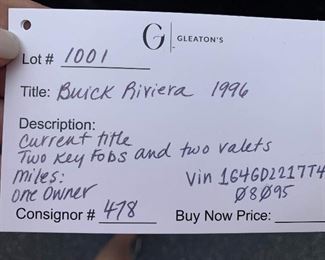 G | GLEATON'S
Lot # 1001
Title: Buick Riviera 1996
Description:
Current title
Two key fobs and two valets
miles: Vin 1G4GD2217T4
one owner Ø8Ø95
Consignor # 478 Buy Now Price: